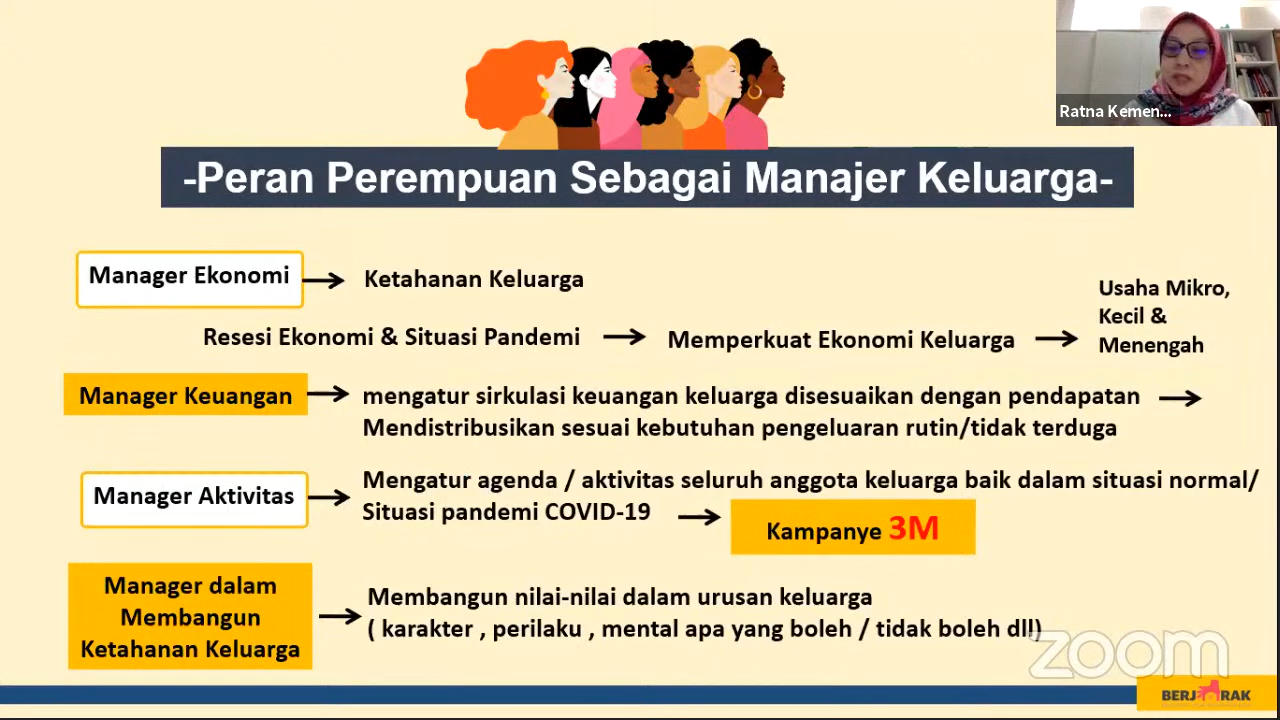 Ratna Kemen...
-Peran Perempuan Sebagai Manajer Keluarga-
Manager Ekonomi
Ketahanan Keluarga
Resesi Ekonomi & Situasi Pandemi
Memperkuat Ekonomi Keluarga
Usaha Mikro,
Kecil &
Menengah
Manager Keuangan
mengatur sirkulasi keuangan keluarga disesuaikan dengan pendapatan
Mendistribusikan sesuai kebutuhan pengeluaran rutin/tidak terduga
Manager Aktivitas
Mengatur agenda / aktivitas seluruh anggota keluarga baik dalam situasi normal/
Situasi pandemi COVID-19
Kampanye 3M
Manager dalam
Membangun
Ketahanan Keluarga
Membangun nilai-nilai dalam urusan keluarga
( karakter , perilaku , mental apa yang boleh / tidak boleh dll)
zoom
BERJ RAK